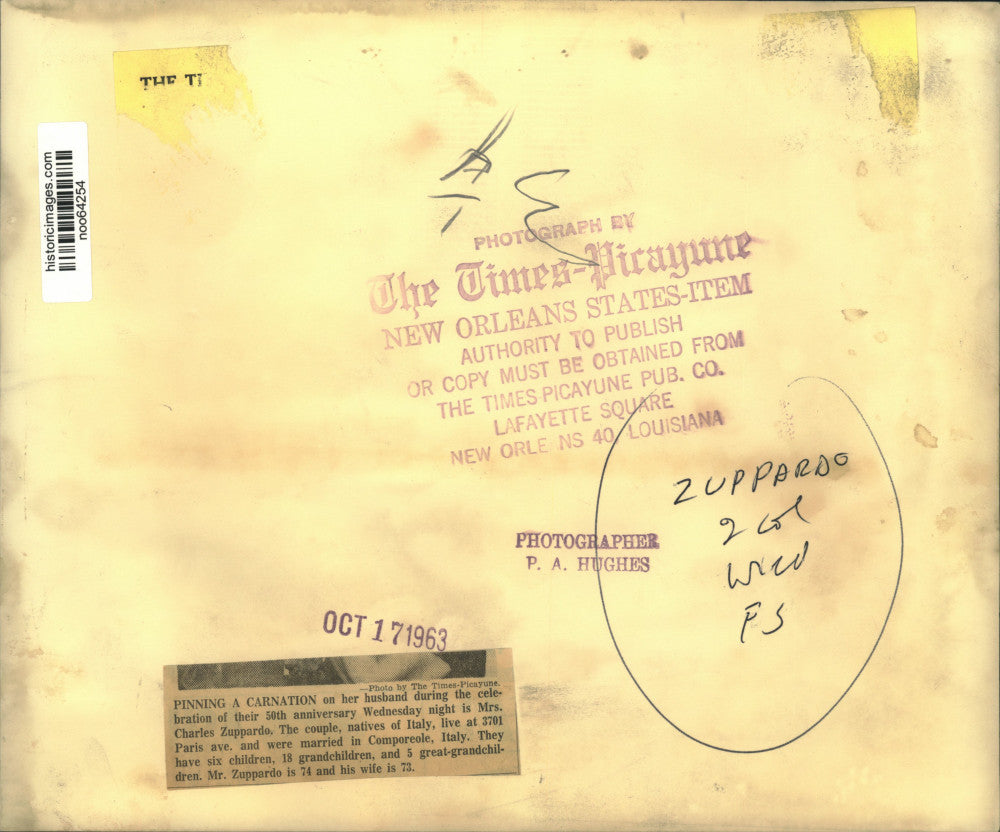 THE TI
historicimages.com
noo64254
PHOTOGRAPH BY
The Times-Picayune
NEW ORLEANS STATES-ITEM
AUTHORITY TO PUBLISH
OR COPY MUST BE OBTAINED FROM
THE TIMES-PICAYUNE PUB. CO.
LAFAYETTE SQUARE
NEW ORLE NS 40, LOUISIANA
ZUPPARDO
2 col
Wed
FS
PHOTOGRAPHER
P. A. HUGHES
OCT 17 1963
—Photo by The Times-Picayune.
PINNING A CARNATION on her husband during the cele-
bration of their 50th anniversary Wednesday night is Mrs.
Charles Zuppardo. The couple, natives of Italy, live at 3701
Paris ave. and were married in Comporeole, Italy. They
have six children, 18 grandchildren, and 5 great-grandchil-
dren. Mr. Zuppardo is 74 and his wife is 73.